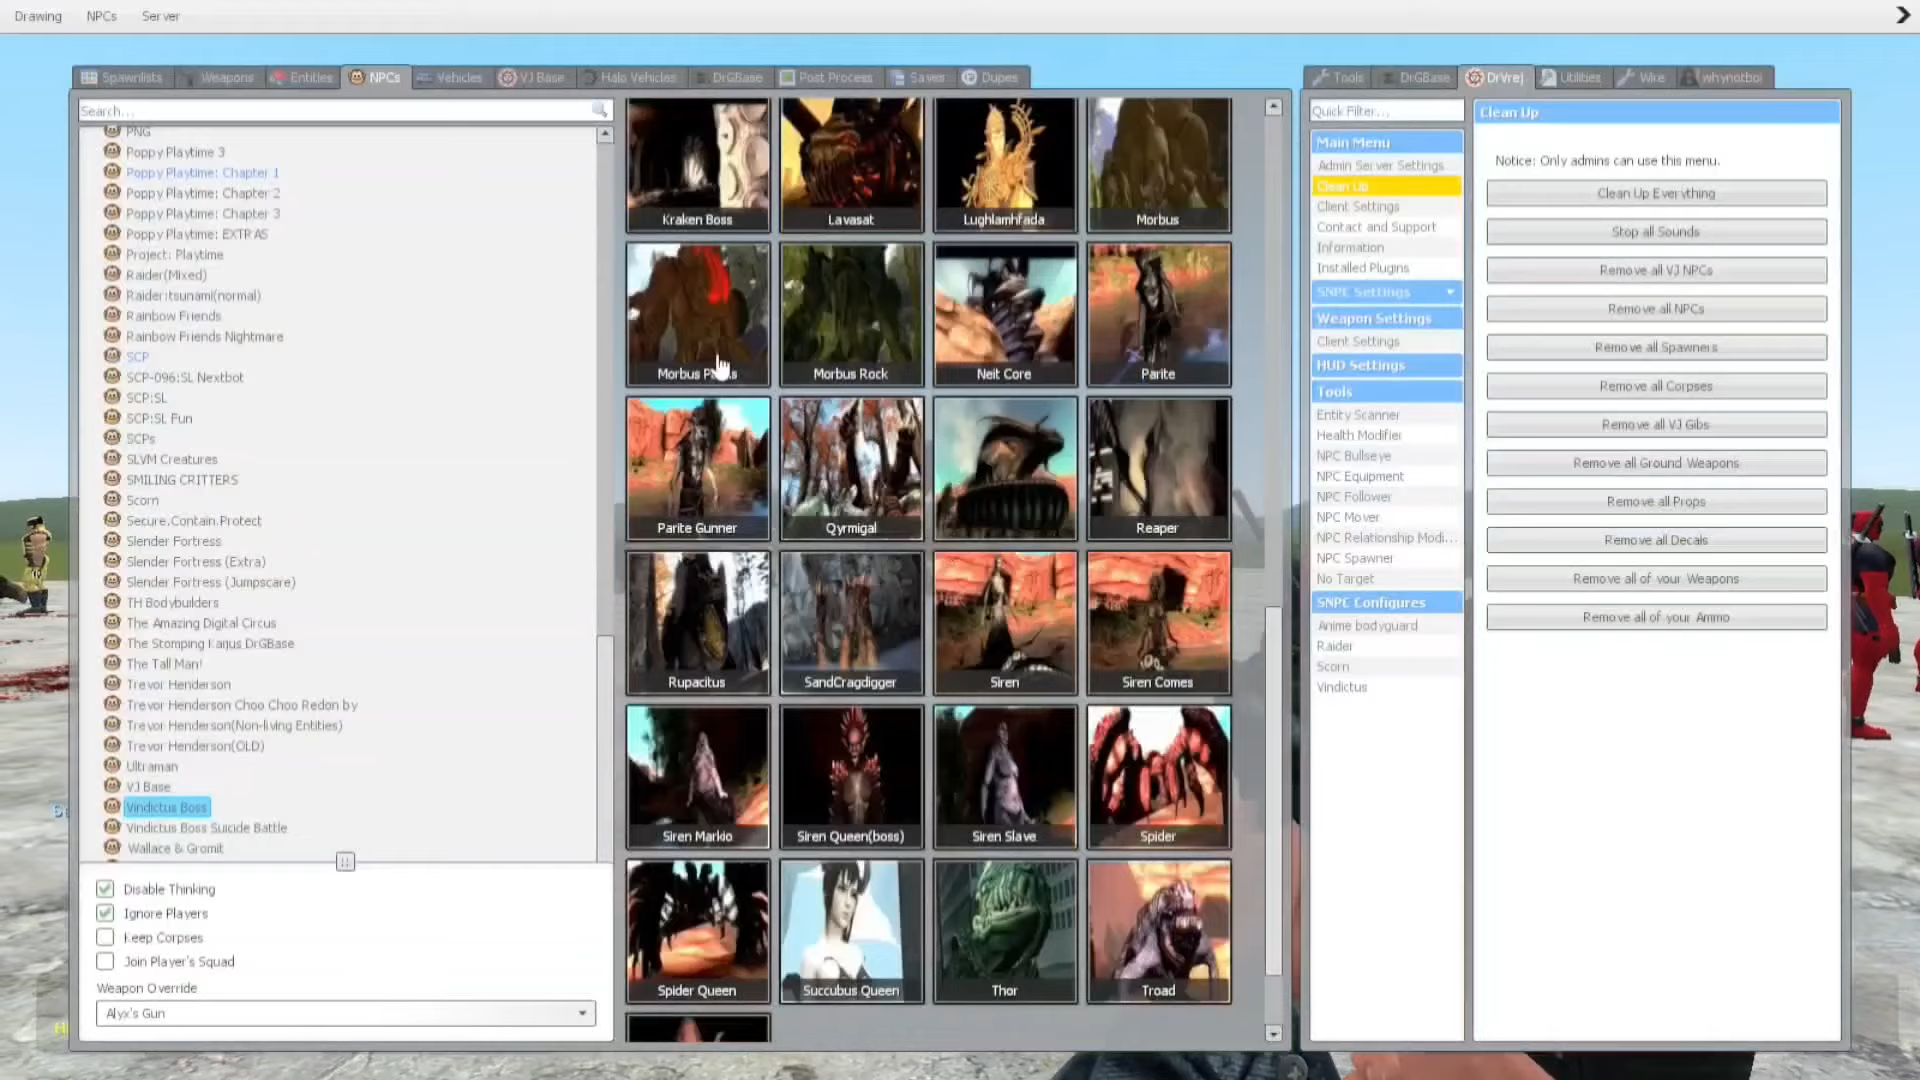 Drawing NPCs Server
Spawnlists Weapons Entities NPCs Vehicles VJ Base Halo Vehicles DrGBase Post Process Saves Dupes
Search...
PNG
Poppy Playtime 3
Poppy Playtime: Chapter 1
Poppy Playtime: Chapter 2
Poppy Playtime: Chapter 3
Poppy Playtime: EXTRAS
Project: Playtime
Raider(Mixed)
Raider:tsunami(normal)
Rainbow Friends
Rainbow Friends Nightmare
SCP
SCP-096:SL Nextbot
SCP:SL
SCP:SL Fun
SCPs
SLVM Creatures
SMILING CRITTERS
Scorn
Secure.Contain.Protect
Slender Fortress
Slender Fortress (Extra)
Slender Fortress (Jumpscare)
TH Bodybuilders
The Amazing Digital Circus
The Stomping Kaijus DrGBase
The Tall Man!
Trevor Henderson
Trevor Henderson Choo Choo Redon by
Trevor Henderson(Non-living Entities)
Trevor Henderson(OLD)
Ultraman
VJ Base
Vindictus Boss
Vindictus Boss Suicide Battle
Wallace & Gromit
Disable Thinking
Ignore Players
Keep Corpses
Join Player's Squad
Weapon Override
Alyx's Gun
Kraken Boss Lavasat Lughlamhfada Morbus
Morbus Morbus Rock Neit Core Parite
Parite Gunner Qyrmigal Reaper
Rupacitus SandCragdigger Siren Siren Comes
Siren Markio Siren Queen(boss) Siren Slave Spider
Spider Queen Succubus Queen Thor Troad
Tools DrGBase DrVrej Utilities Wire whynotboi
Quick Filter...
Main Menu
Admin Server Settings
Clean Up
Client Settings
Contact and Support
Information
Installed Plugins
SNPC Settings
Weapon Settings
Client Settings
HUD Settings
Tools
Entity Scanner
Health Modifier
NPC Bullseye
NPC Equipment
NPC Follower
NPC Mover
NPC Relationship Modi...
NPC Spawner
No Target
SNPC Configures
Anime bodyguard
Raider
Scorn
Vindictus
Clean Up
Notice: Only admins can use this menu.
Clean Up Everything
Stop all Sounds
Remove all VJ NPCs
Remove all NPCs
Remove all Spawners
Remove all Corpses
Remove all VJ Gibs
Remove all Ground Weapons
Remove all Props
Remove all Decals
Remove all of your Weapons
Remove all of your Ammo